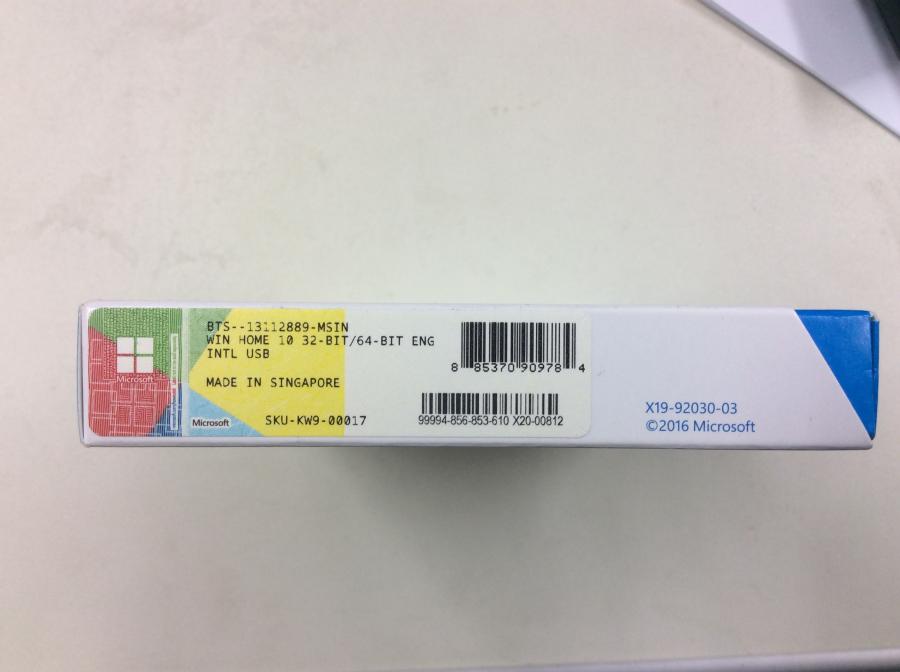 Microsoft
BTS--13112889-MSIN
WIN HOME 10 32-BIT/64-BIT ENG
INTL USB
MADE IN SINGAPORE
Microsoft
SKU-KW9-00017
8 85370 90978 4
99994-856-853-610 X20-00812
X19-92030-03
©2016 Microsoft